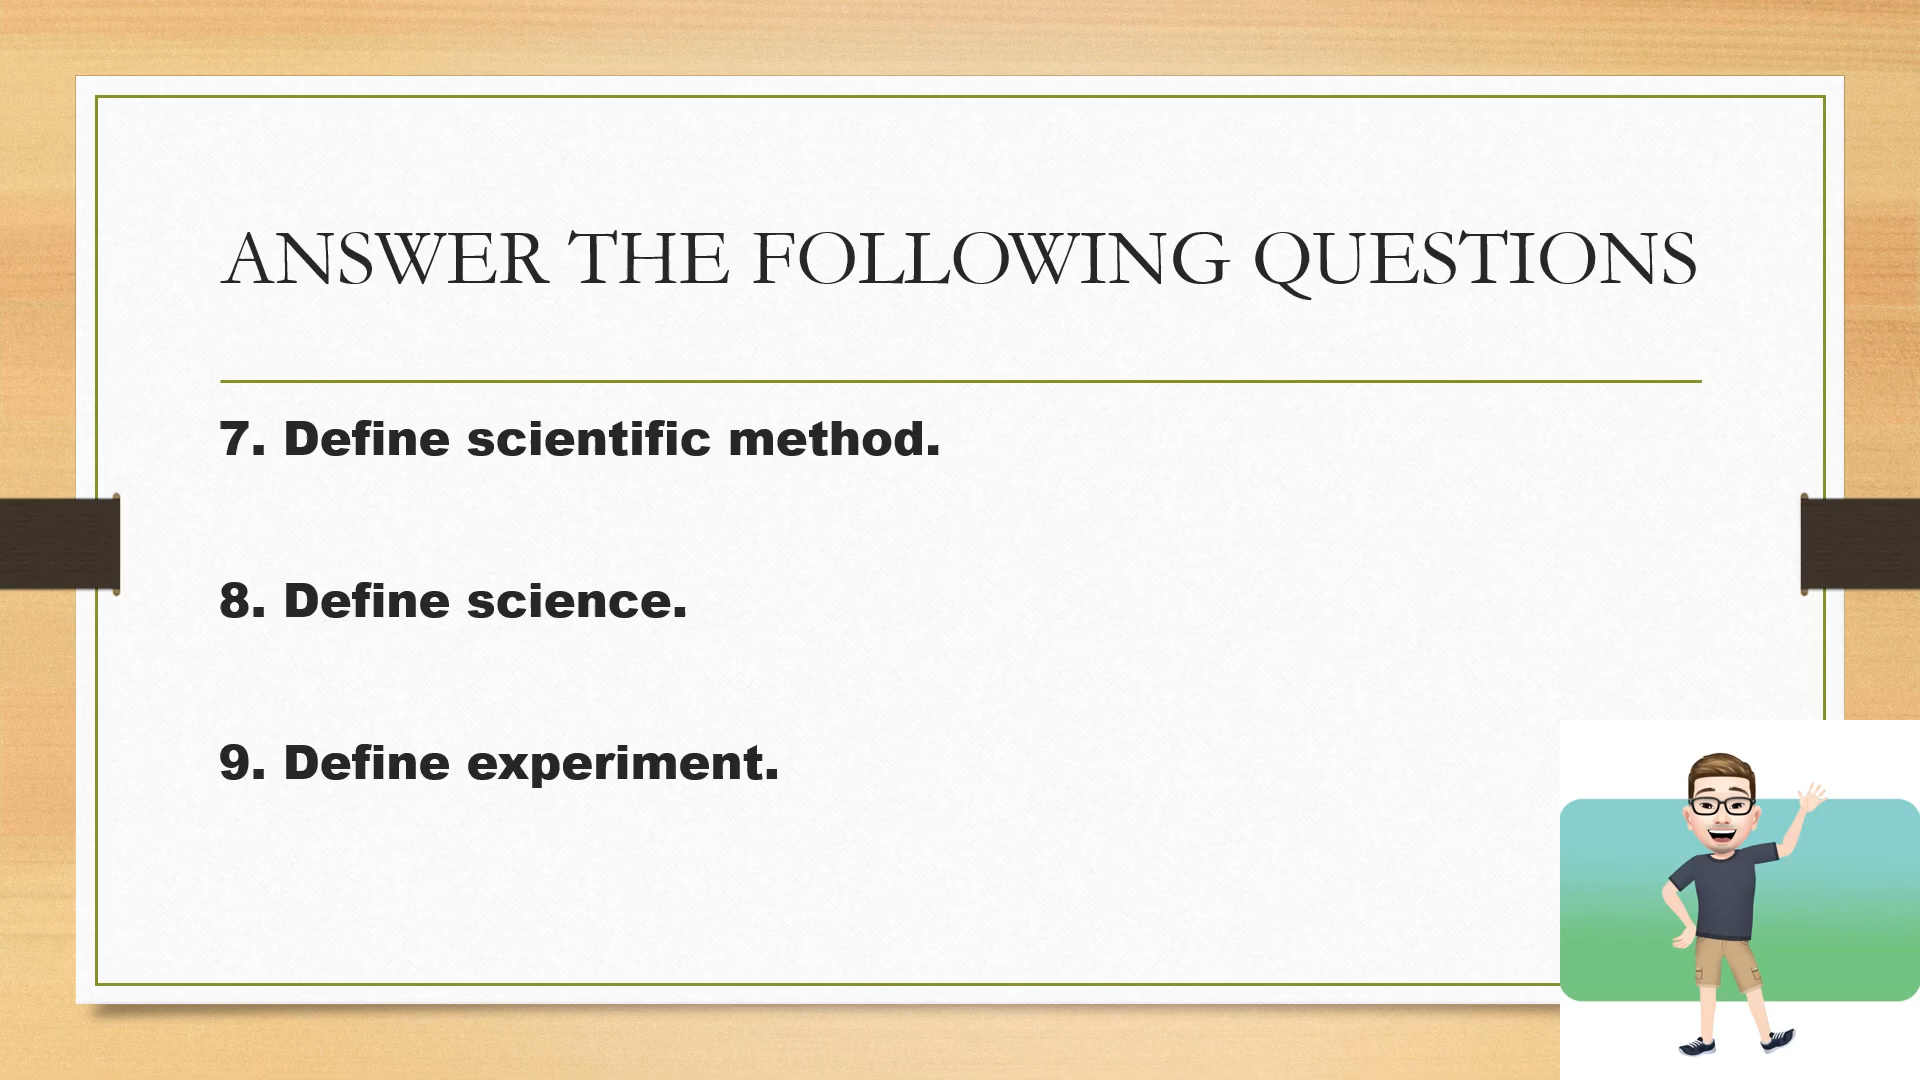 ANSWER THE FOLLOWING QUESTIONS
7. Define scientific method.
8. Define science.
9. Define experiment.